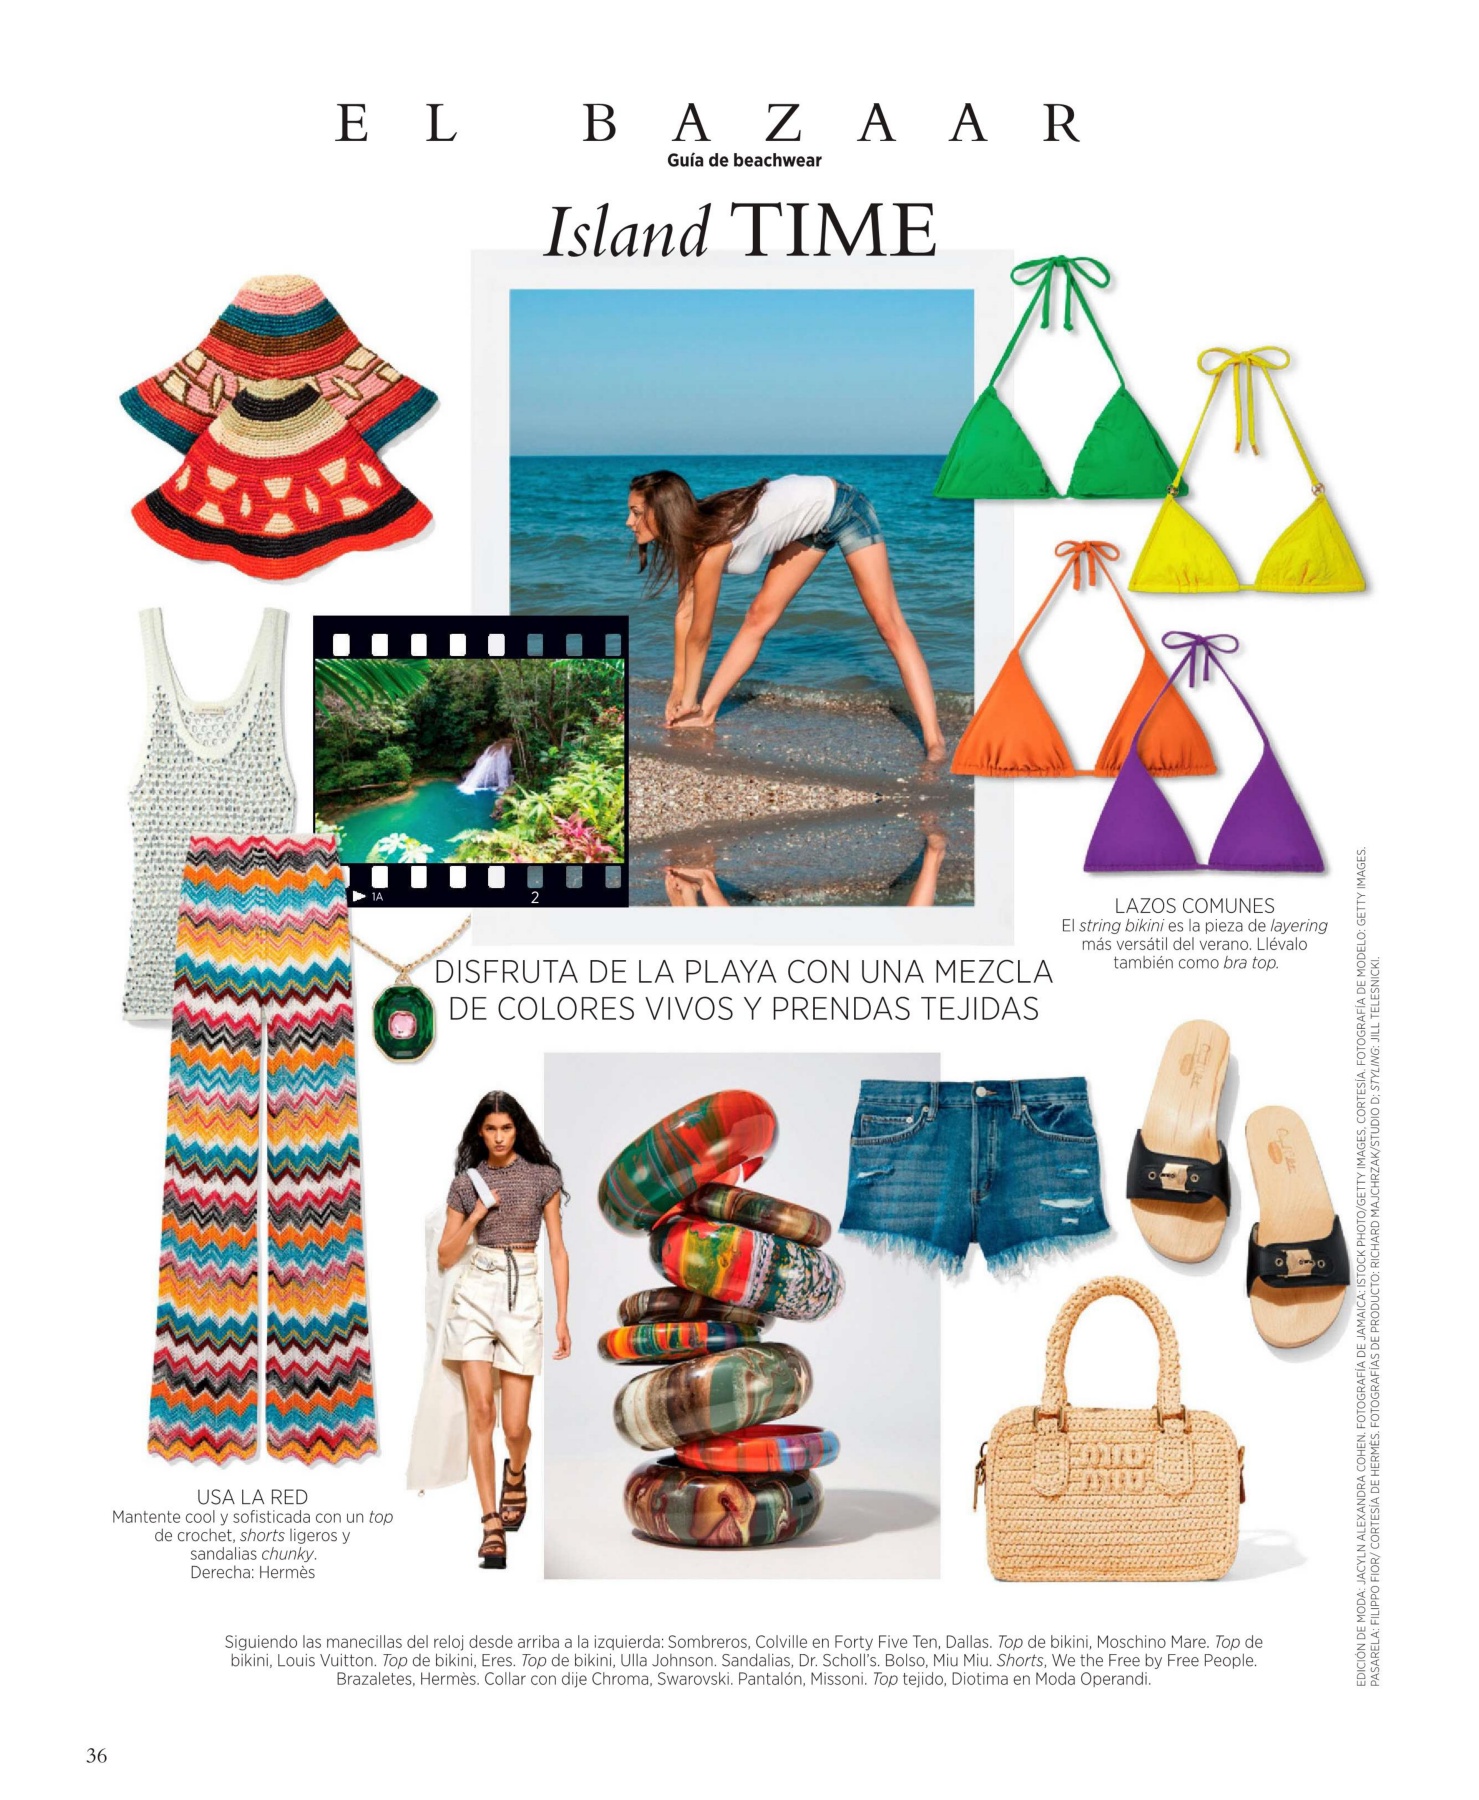 EL BAZAAR
Guía de beachwear
Island TIME
1A
2
LAZOS COMUNES
El string bikini es la pieza de layering
más versátil del verano. Llévalo
también como bra top.
DISFRUTA DE LA PLAYA CON UNA MEZCLA
DE COLORES VIVOS Y PRENDAS TEJIDAS
miu
miu
USA LA RED
Mantente cool y sofisticada con un top
de crochet, shorts ligeros y
sandalias chunky.
Derecha: Hermès
EDICIÓN DE MODA: JACYLN ALEXANDRA COHEN. FOTOGRAFÍA DE JAMAICA: ISTOCK PHOTO/GETTY IMAGES, CORTESÍA. FOTOGRAFÍA DE MODELO: GETTY IMAGES.
PASARELA: FILIPPO FIOR/ CORTESÍA DE HERMÈS. FOTOGRAFÍAS DE PRODUCTO: RICHARD MAJCHRZAK/STUDIO D; STYLING: JILL TELESNICKI.
Siguiendo las manecillas del reloj desde arriba a la izquierda: Sombreros, Colville en Forty Five Ten, Dallas. Top de bikini, Moschino Mare. Top de
bikini, Louis Vuitton. Top de bikini, Eres. Top de bikini, Ulla Johnson. Sandalias, Dr. Scholl's. Bolso, Miu Miu. Shorts, We the Free by Free People.
Brazaletes, Hermès. Collar con dije Chroma, Swarovski. Pantalón, Missoni. Top tejido, Diotima en Moda Operandi.
36